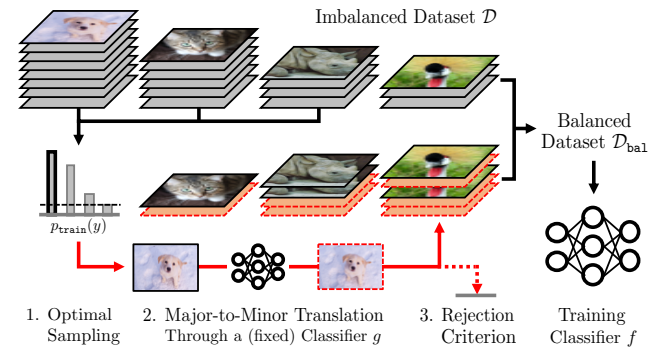 Imbalanced Dataset 𝒟
Balanced
Dataset 𝒟_bal
p_train(y)
1. Optimal
Sampling
2. Major-to-Minor Translation
Through a (fixed) Classifier g
3. Rejection
Criterion
Training
Classifier f